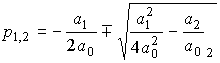 p₁,₂ = − a₁/2a₀ ∓ √(a₁²/4a₀² − a₂/a₀ ₂)